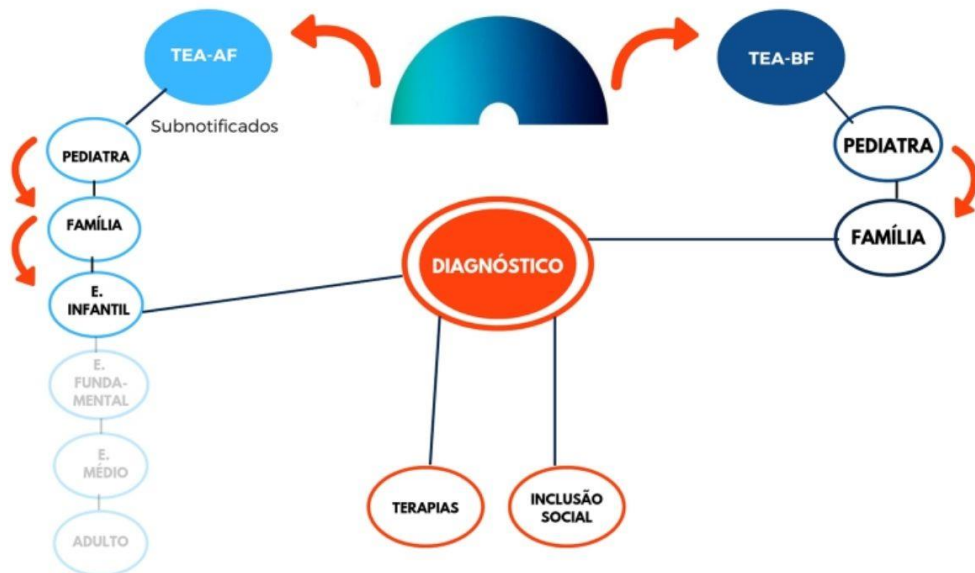 TEA-AF
TEA-BF
Subnotificados
PEDIATRA
FAMÍLIA
E.
INFANTIL
E.
FUNDA-
MENTAL
E.
MÉDIO
ADULTO
PEDIATRA
FAMÍLIA
DIAGNÓSTICO
TERAPIAS
INCLUSÃO
SOCIAL